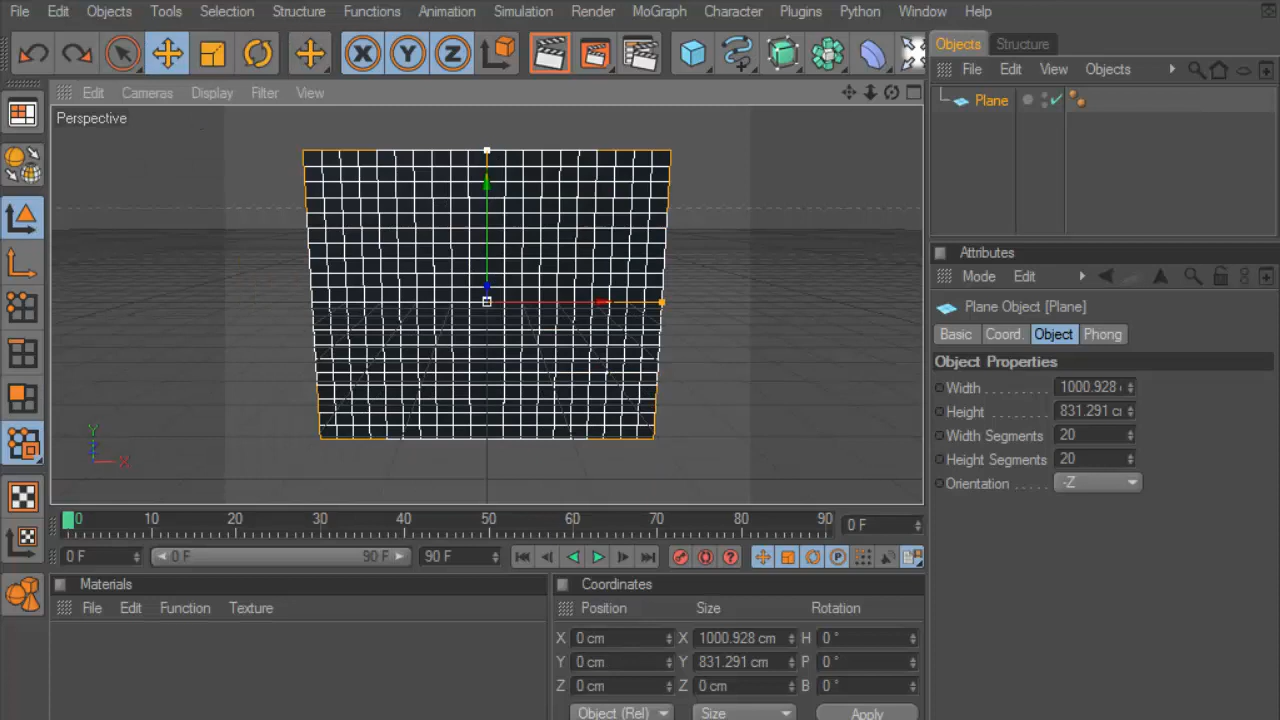 File Edit Objects Tools Selection Structure Functions Animation Simulation Render MoGraph Character Plugins Python Window Help
X Y Z
Objects Structure
File Edit View Objects
Plane
Edit Cameras Display Filter View
Perspective
Y
X
Attributes
Mode Edit
Plane Object [Plane]
Basic Coord. Object Phong
Object Properties
Width . . . . . . . . 1000.928
Height . . . . . . . 831.291 c
Width Segments 20
Height Segments 20
Orientation . . . . . -Z
0 10 20 30 40 50 60 70 80 90 0 F
0 F 0 F 90 F 90 F ? P
Materials
File Edit Function Texture
Coordinates
Position Size Rotation
X 0 cm X 1000.928 cm H 0 °
Y 0 cm Y 831.291 cm P 0 °
Z 0 cm Z 0 cm B 0 °
Object (Rel) Size Apply